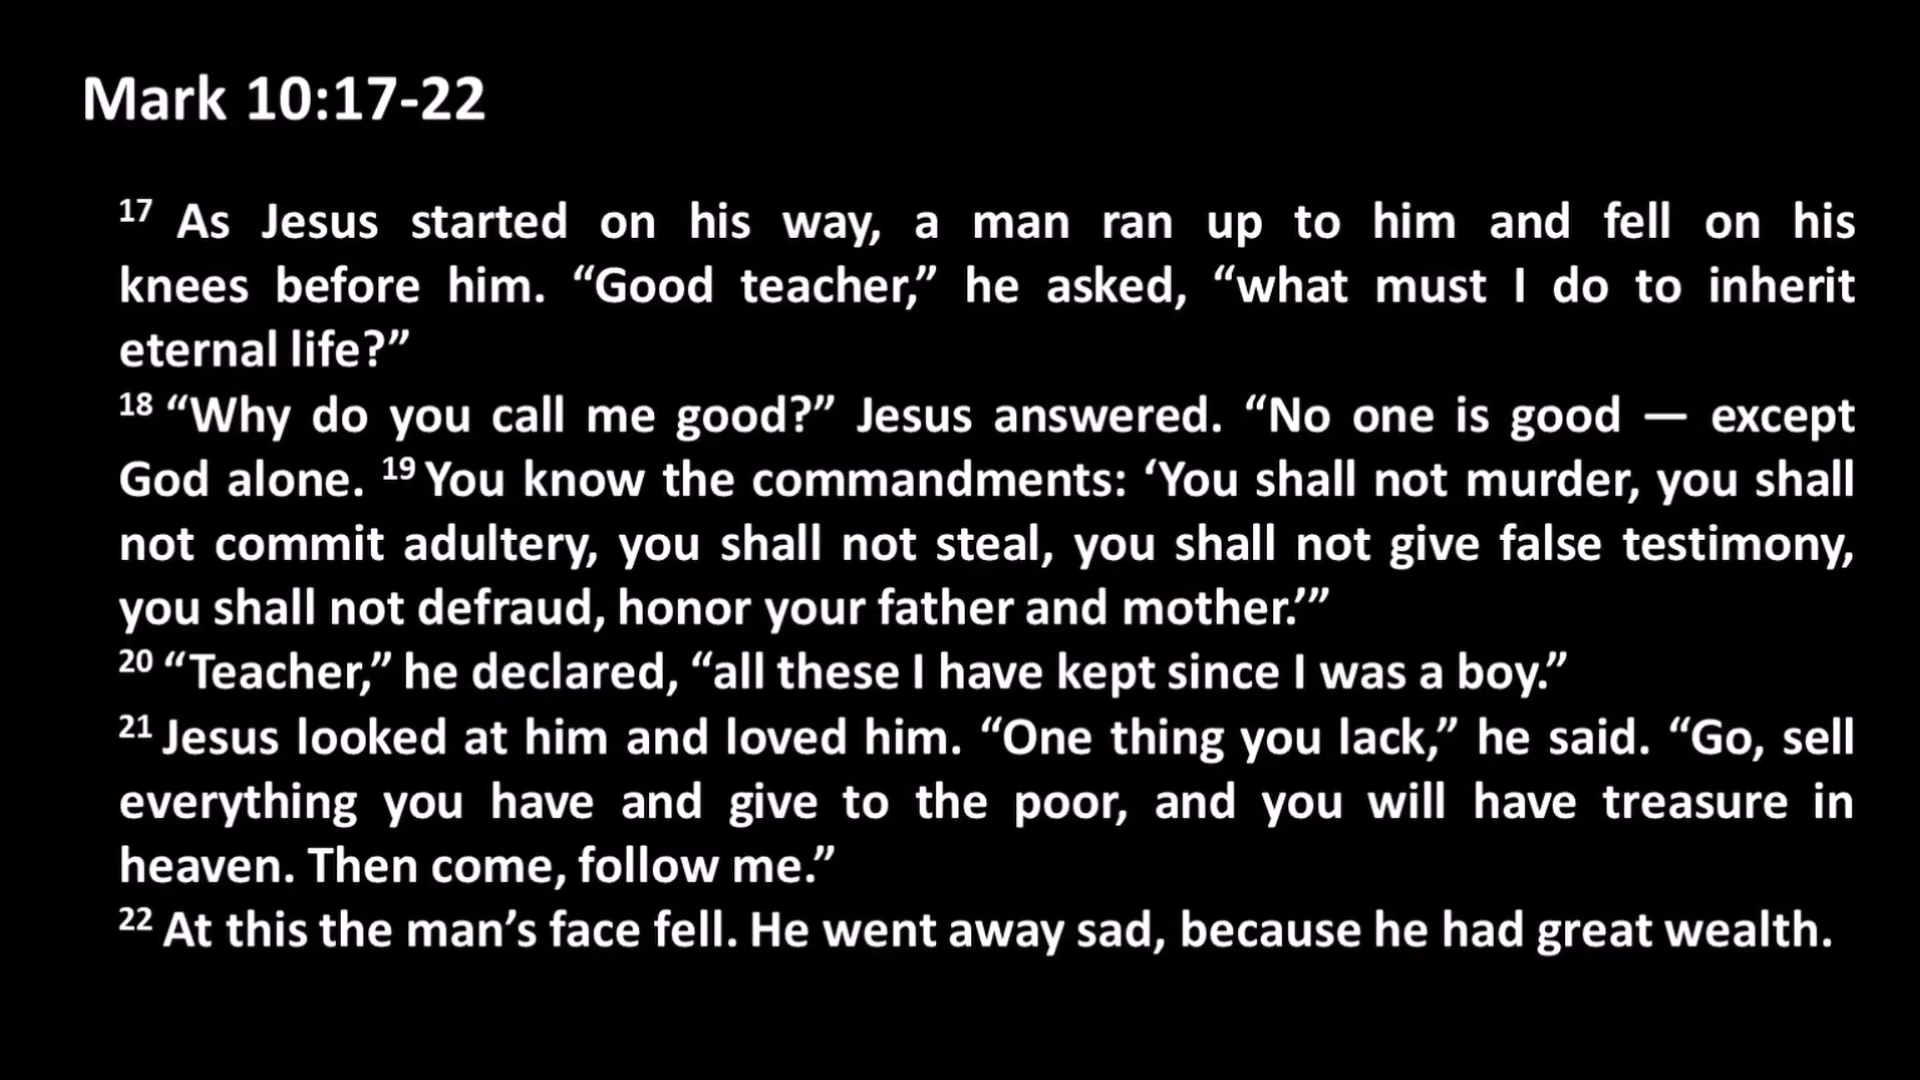 Mark 10:17-22
17 As Jesus started on his way, a man ran up to him and fell on his
knees before him. “Good teacher,” he asked, “what must I do to inherit
eternal life?”
18 “Why do you call me good?” Jesus answered. “No one is good — except
God alone. 19 You know the commandments: ‘You shall not murder, you shall
not commit adultery, you shall not steal, you shall not give false testimony,
you shall not defraud, honor your father and mother.’”
20 “Teacher,” he declared, “all these I have kept since I was a boy.”
21 Jesus looked at him and loved him. “One thing you lack,” he said. “Go, sell
everything you have and give to the poor, and you will have treasure in
heaven. Then come, follow me.”
22 At this the man’s face fell. He went away sad, because he had great wealth.